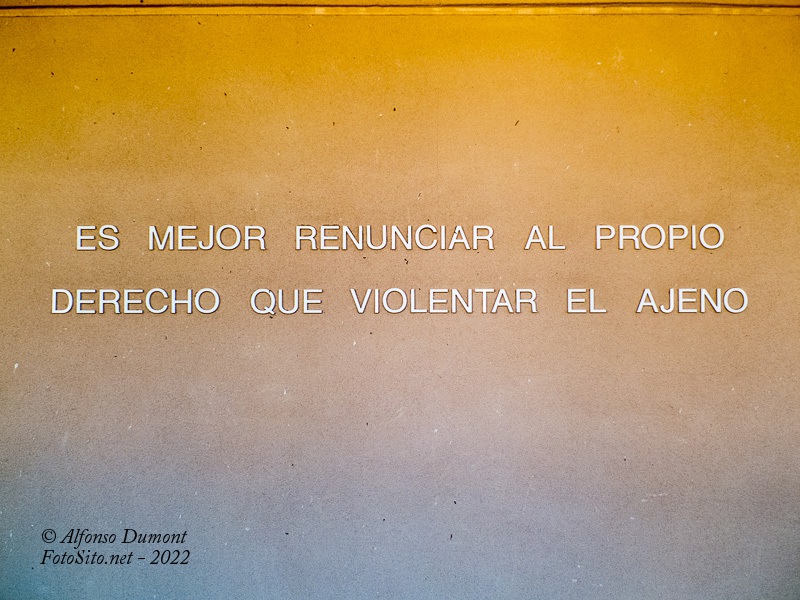 ES MEJOR RENUNCIAR AL PROPIO
DERECHO QUE VIOLENTAR EL AJENO
© Alfonso Dumont
FotoSito.net - 2022